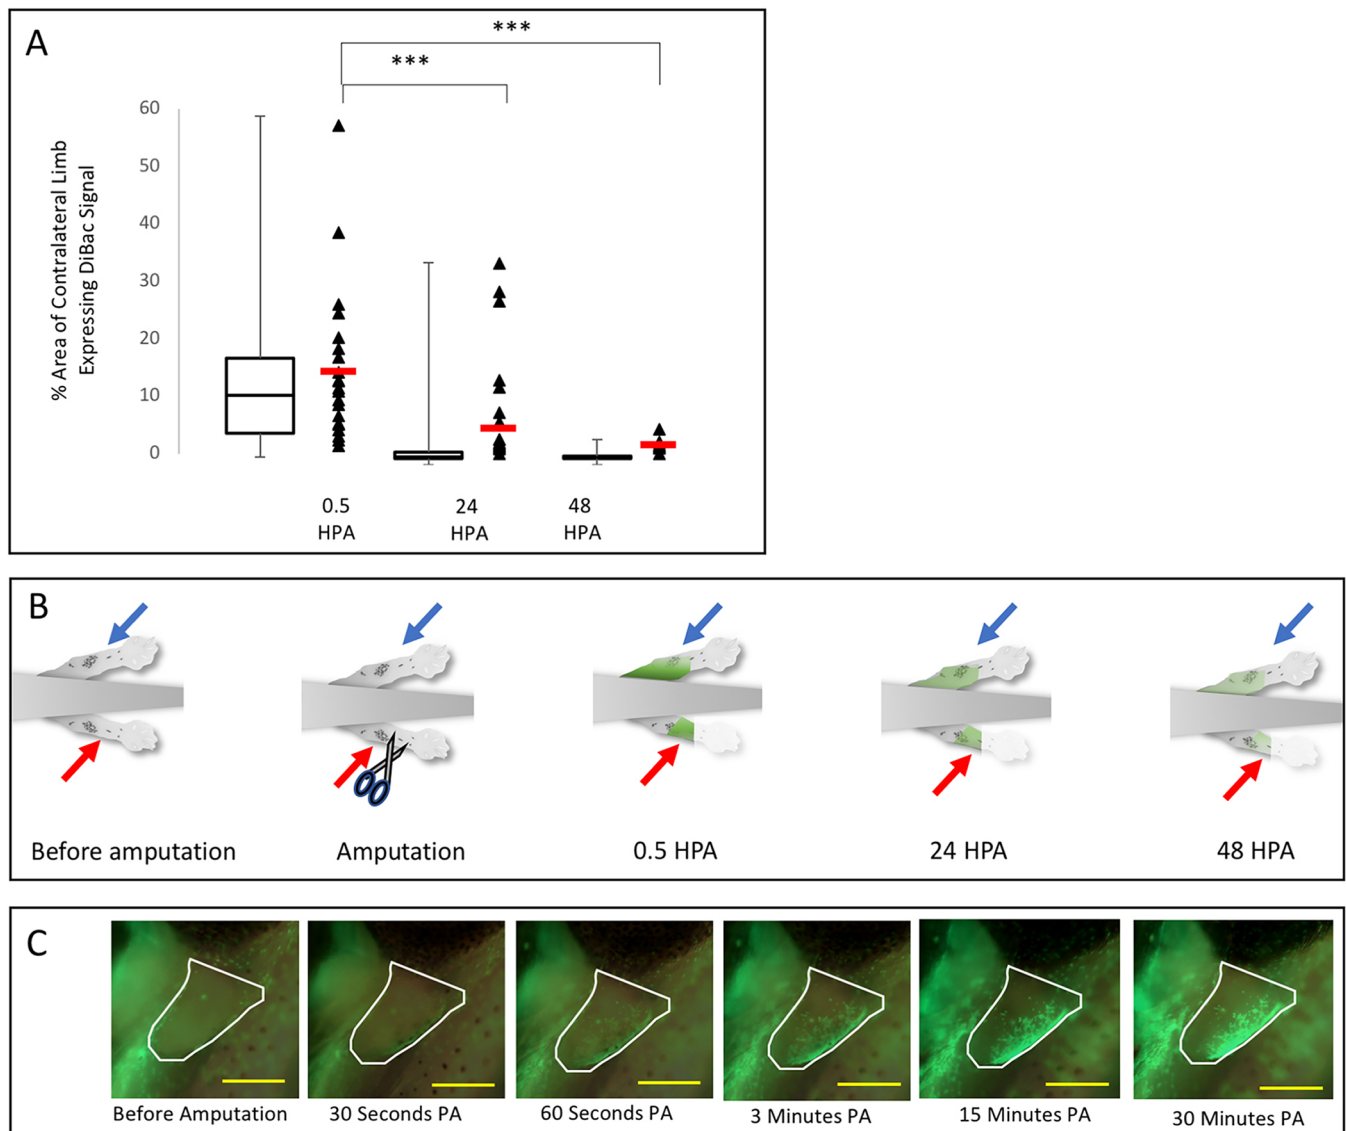 A
***
***
60
50
40
30
20
10
0
% Area of Contralateral Limb
Expressing DiBac Signal
0.5
HPA
24
HPA
48
HPA
B
Before amputation
Amputation
0.5 HPA
24 HPA
48 HPA
C
Before Amputation
30 Seconds PA
60 Seconds PA
3 Minutes PA
15 Minutes PA
30 Minutes PA